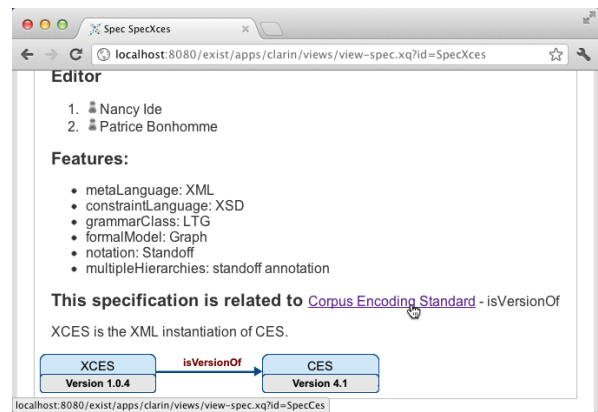 Spec SpecXces
localhost:8080/exist/apps/clarin/views/view-spec.xq?id=SpecXces
Editor
1. Nancy Ide
2. Patrice Bonhomme
Features:
• metaLanguage: XML
• constraintLanguage: XSD
• grammarClass: LTG
• formalModel: Graph
• notation: Standoff
• multipleHierarchies: standoff annotation
This specification is related to Corpus Encoding Standard - isVersionOf
XCES is the XML instantiation of CES.
XCES isVersionOf CES
Version 1.0.4 Version 4.1
localhost:8080/exist/apps/clarin/views/view-spec.xq?id=SpecCes